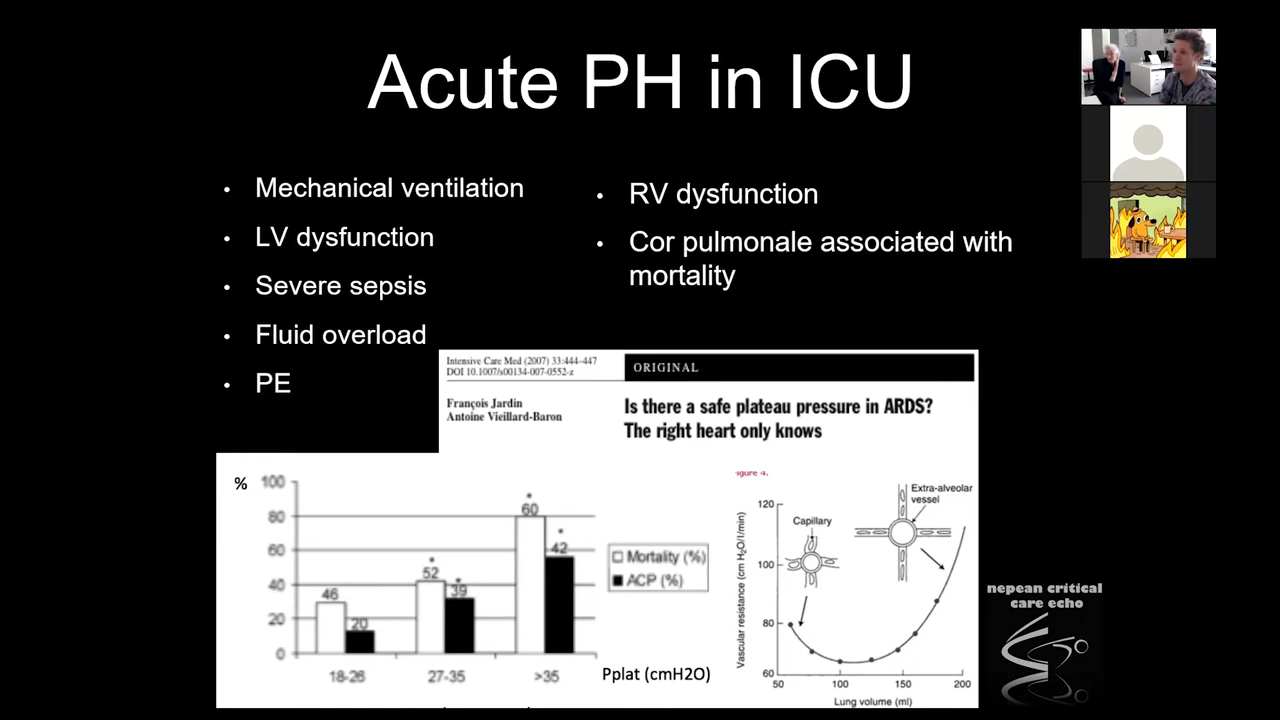 Acute PH in ICU
• Mechanical ventilation
• LV dysfunction
• Severe sepsis
• Fluid overload
• PE
• RV dysfunction
• Cor pulmonale associated with
mortality
Intensive Care Med (2007) 33:444–447
DOI 10.1007/s00134-007-0552-z
ORIGINAL
François Jardin
Antoine Vieillard-Baron
Is there a safe plateau pressure in ARDS?
The right heart only knows
%
100
80
60
40
20
0
46
20
*
52
*
39
*
60
*
42
18-26
27-35
>35
Pplat (cmH2O)
Mortality (%)
ACP (%)
Figure 4.
Vascular resistance (cm H2O/l/min)
120
100
80
60
Capillary
Extra-alveolar
vessel
50
100
150
200
Lung volume (ml)
nepean critical
care echo